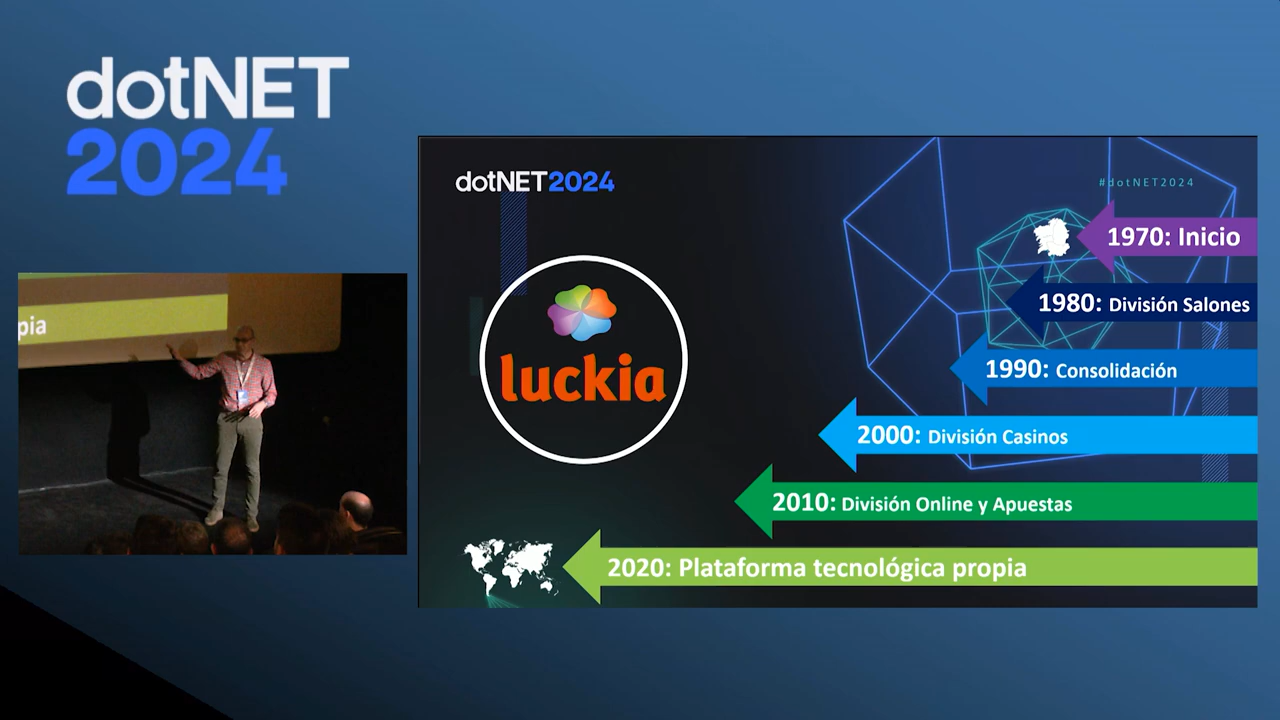 dotNET
2024
pia
dotNET2024
#dotNET2024
luckia
1970: Inicio
1980: División Salones
1990: Consolidación
2000: División Casinos
2010: División Online y Apuestas
2020: Plataforma tecnológica propia